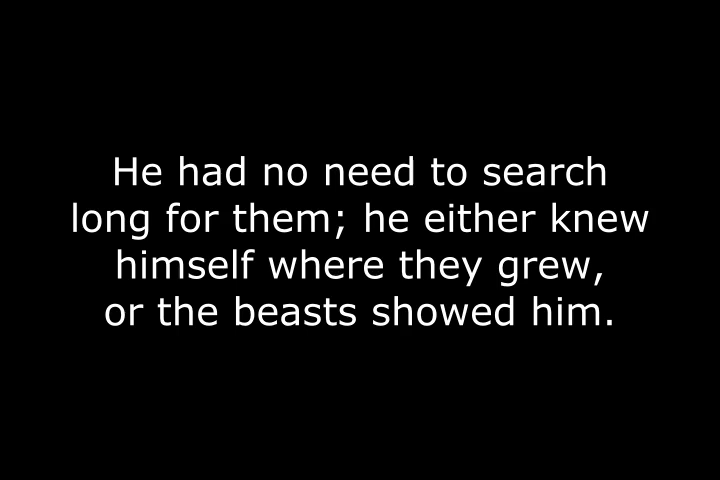 He had no need to search
long for them; he either knew
himself where they grew,
or the beasts showed him.